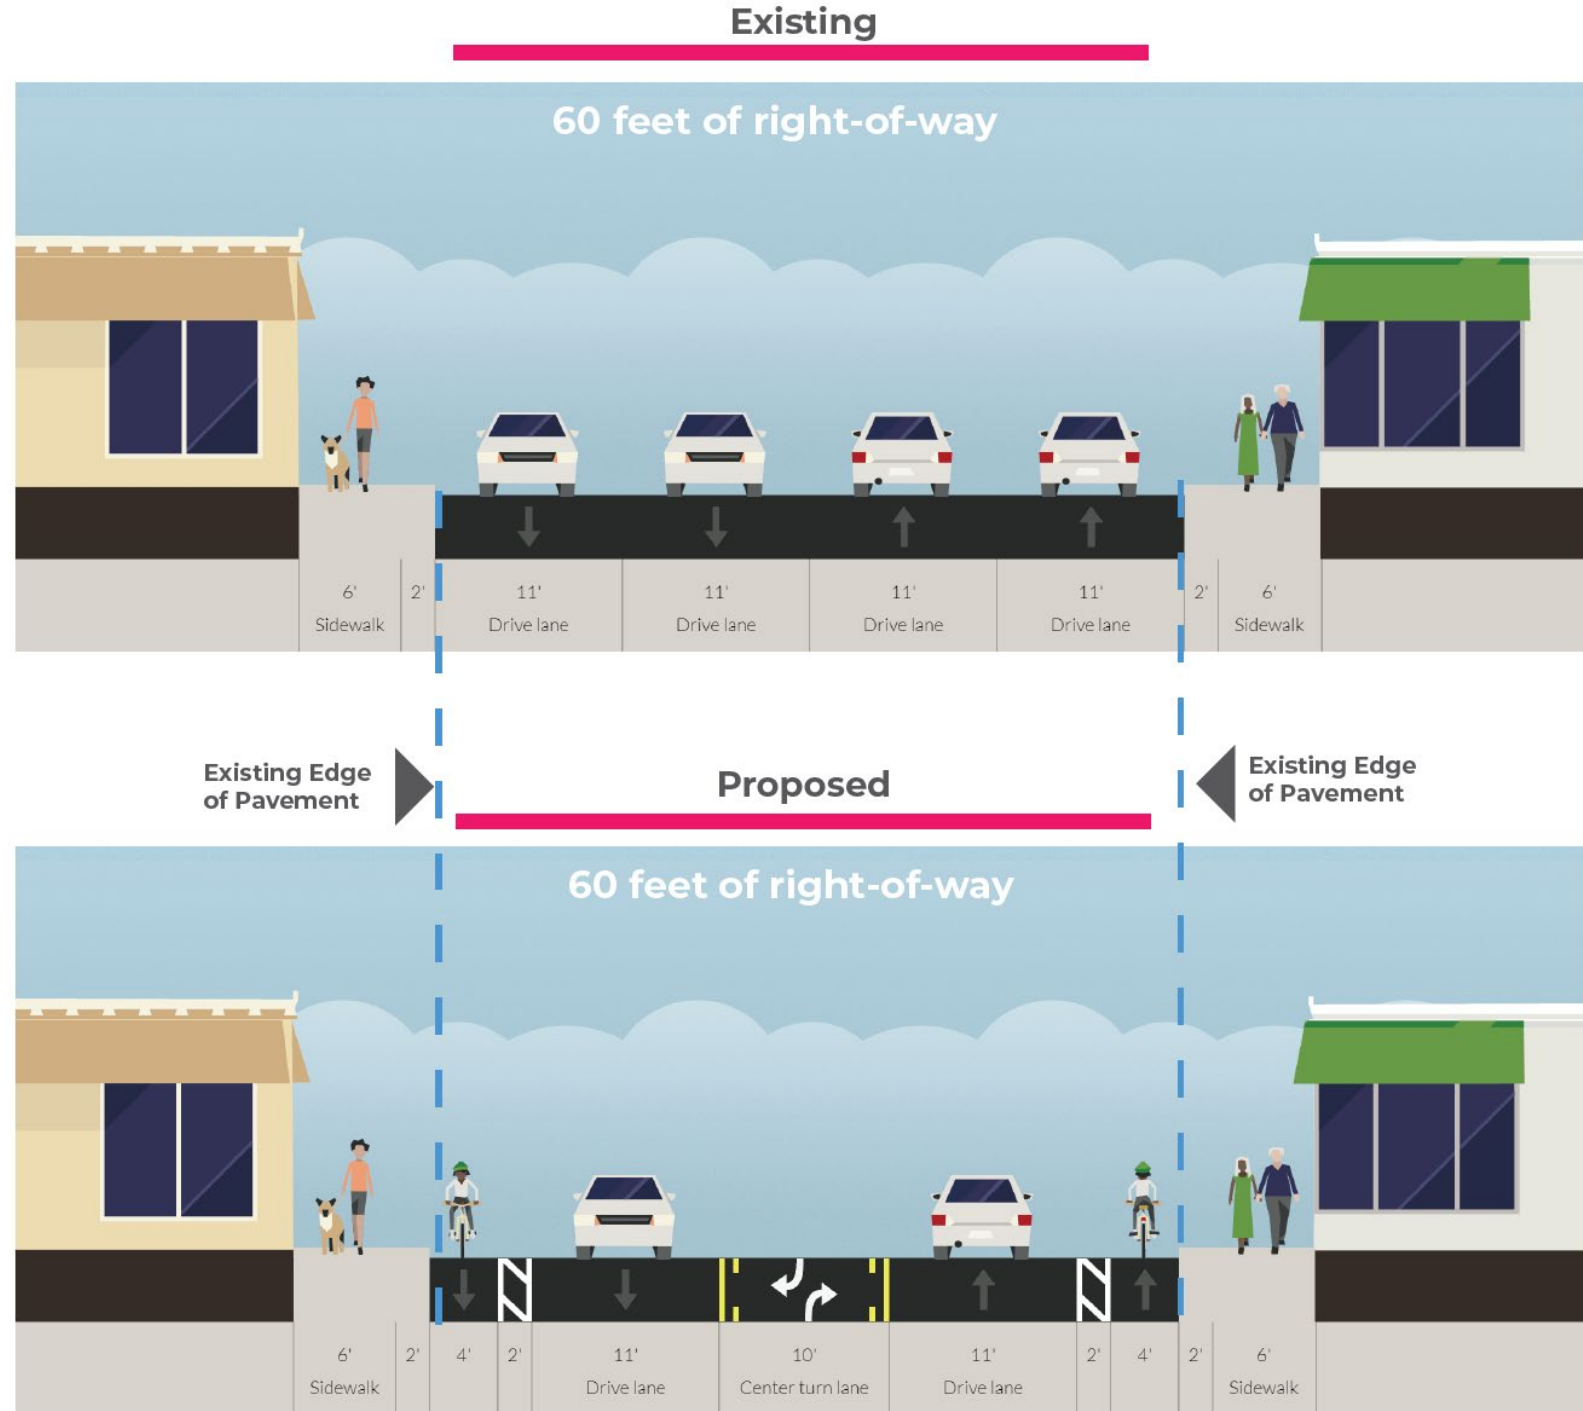 Existing
60 feet of right-of-way
6' 2' 11' 11' 11' 11' 2' 6'
Sidewalk Drive lane Drive lane Drive lane Drive lane Sidewalk
Existing Edge
of Pavement
Proposed
Existing Edge
of Pavement
60 feet of right-of-way
6' 2' 4' 2' 11' 10' 11' 2' 4' 2' 6'
Sidewalk Drive lane Center turn lane Drive lane Sidewalk